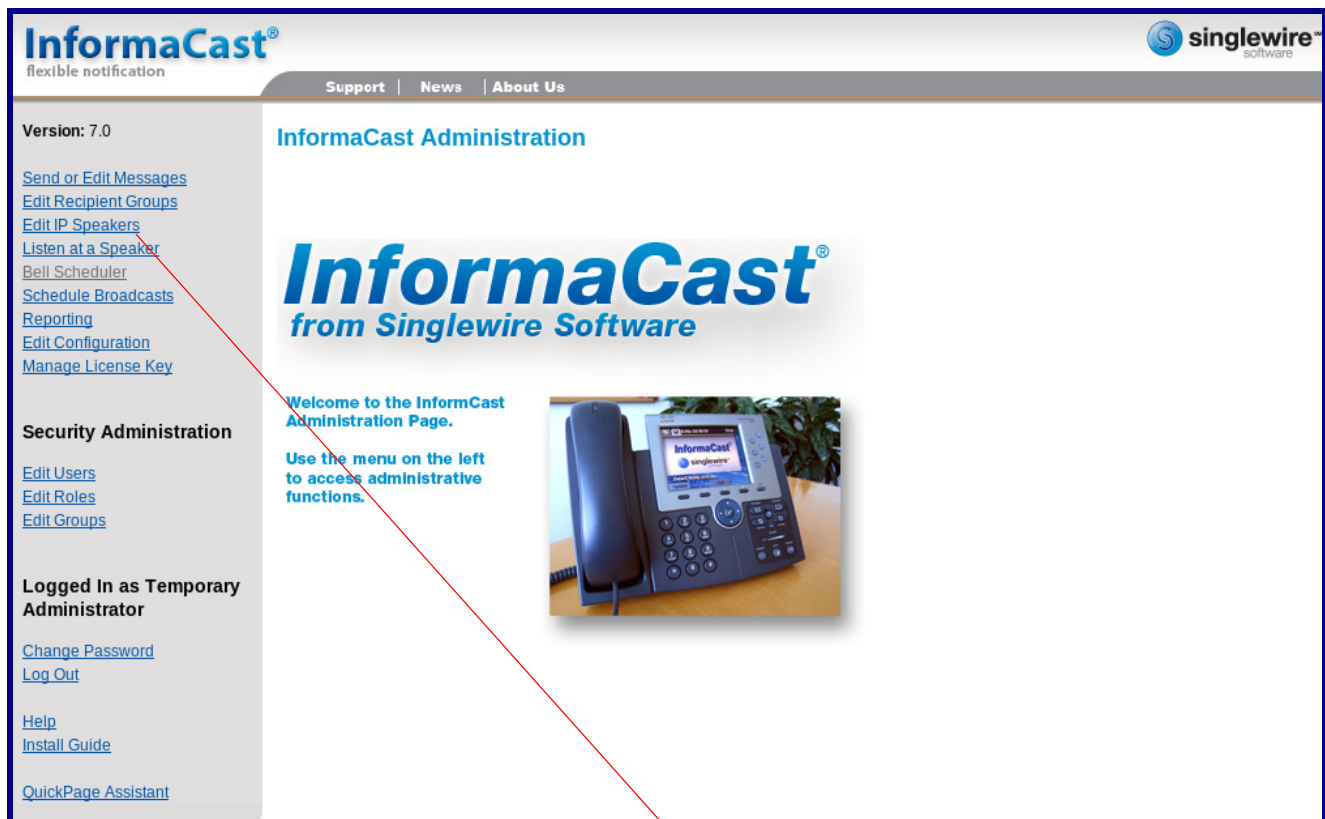 InformaCast®
flexible notification
singlewire
software
Support | News | About Us
Version: 7.0
Send or Edit Messages
Edit Recipient Groups
Edit IP Speakers
Listen at a Speaker
Bell Scheduler
Schedule Broadcasts
Reporting
Edit Configuration
Manage License Key
Security Administration
Edit Users
Edit Roles
Edit Groups
Logged In as Temporary
Administrator
Change Password
Log Out
Help
Install Guide
QuickPage Assistant
InformaCast Administration
InformaCast®
from Singlewire Software
Welcome to the InformCast
Administration Page.
Use the menu on the left
to access administrative
functions.
InformaCast
singlewire